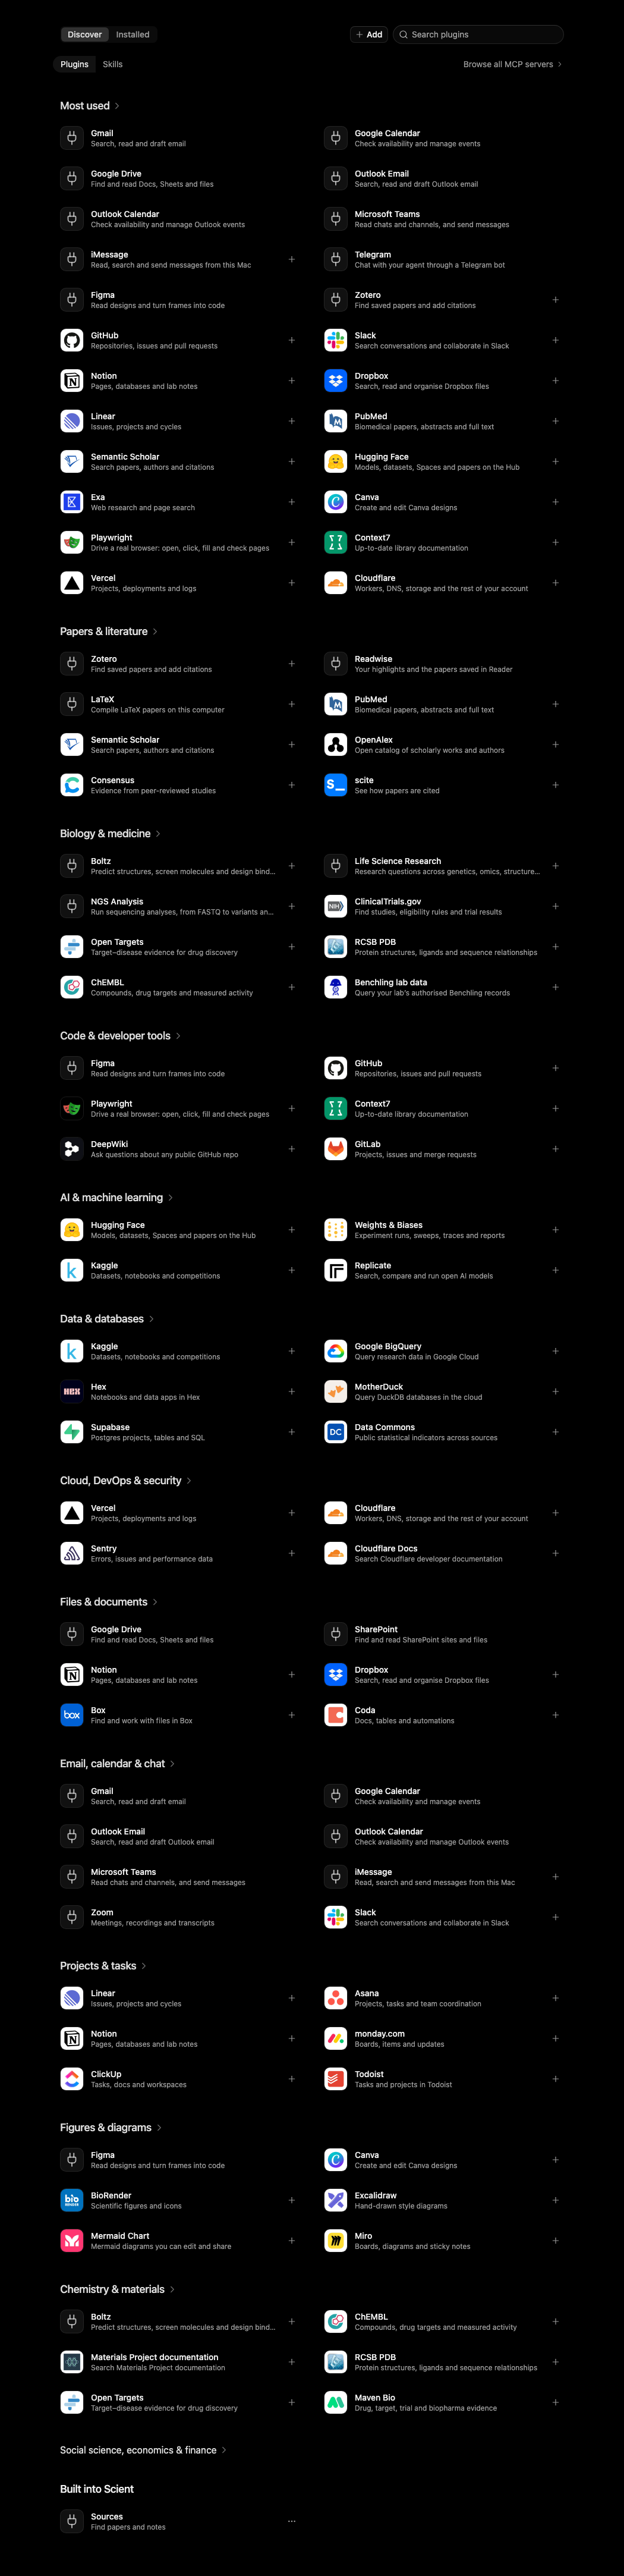 Discover
Installed
Add
Search plugins
Plugins
Skills
Browse all MCP servers
Most used
Gmail
Search, read and draft email
Google Calendar
Check availability and manage events
Google Drive
Find and read Docs, Sheets and files
Outlook Email
Search, read and draft Outlook email
Outlook Calendar
Check availability and manage Outlook events
Microsoft Teams
Read chats and channels, and send messages
iMessage
Read, search and send messages from this Mac
Telegram
Chat with your agent through a Telegram bot
Figma
Read designs and turn frames into code
Zotero
Find saved papers and add citations
GitHub
Repositories, issues and pull requests
Slack
Search conversations and collaborate in Slack
Notion
Pages, databases and lab notes
Dropbox
Search, read and organise Dropbox files
Linear
Issues, projects and cycles
PubMed
Biomedical papers, abstracts and full text
Semantic Scholar
Search papers, authors and citations
Hugging Face
Models, datasets, Spaces and papers on the Hub
Exa
Web research and page search
Canva
Create and edit Canva designs
Playwright
Drive a real browser: open, click, fill and check pages
Context7
Up-to-date library documentation
Vercel
Projects, deployments and logs
Cloudflare
Workers, DNS, storage and the rest of your account
Papers & literature
Zotero
Find saved papers and add citations
Readwise
Your highlights and the papers saved in Reader
LaTeX
Compile LaTeX papers on this computer
PubMed
Biomedical papers, abstracts and full text
Semantic Scholar
Search papers, authors and citations
OpenAlex
Open catalog of scholarly works and authors
Consensus
Evidence from peer-reviewed studies
scite
See how papers are cited
Biology & medicine
Boltz
Predict structures, screen molecules and design bind...
Life Science Research
Research questions across genetics, omics, structure...
NGS Analysis
Run sequencing analyses, from FASTQ to variants an...
NIH
ClinicalTrials.gov
Find studies, eligibility rules and trial results
Open Targets
Target–disease evidence for drug discovery
RCSB PDB
Protein structures, ligands and sequence relationships
ChEMBL
Compounds, drug targets and measured activity
Benchling lab data
Query your lab's authorised Benchling records
Code & developer tools
Figma
Read designs and turn frames into code
GitHub
Repositories, issues and pull requests
Playwright
Drive a real browser: open, click, fill and check pages
Context7
Up-to-date library documentation
DeepWiki
Ask questions about any public GitHub repo
GitLab
Projects, issues and merge requests
AI & machine learning
Hugging Face
Models, datasets, Spaces and papers on the Hub
Weights & Biases
Experiment runs, sweeps, traces and reports
Kaggle
Datasets, notebooks and competitions
Replicate
Search, compare and run open AI models
Data & databases
Kaggle
Datasets, notebooks and competitions
Google BigQuery
Query research data in Google Cloud
HEX
Hex
Notebooks and data apps in Hex
MotherDuck
Query DuckDB databases in the cloud
Supabase
Postgres projects, tables and SQL
DC
Data Commons
Public statistical indicators across sources
Cloud, DevOps & security
Vercel
Projects, deployments and logs
Cloudflare
Workers, DNS, storage and the rest of your account
Sentry
Errors, issues and performance data
Cloudflare Docs
Search Cloudflare developer documentation
Files & documents
Google Drive
Find and read Docs, Sheets and files
SharePoint
Find and read SharePoint sites and files
Notion
Pages, databases and lab notes
Dropbox
Search, read and organise Dropbox files
box
Box
Find and work with files in Box
Coda
Docs, tables and automations
Email, calendar & chat
Gmail
Search, read and draft email
Google Calendar
Check availability and manage events
Outlook Email
Search, read and draft Outlook email
Outlook Calendar
Check availability and manage Outlook events
Microsoft Teams
Read chats and channels, and send messages
iMessage
Read, search and send messages from this Mac
Zoom
Meetings, recordings and transcripts
Slack
Search conversations and collaborate in Slack
Projects & tasks
Linear
Issues, projects and cycles
Asana
Projects, tasks and team coordination
Notion
Pages, databases and lab notes
monday.com
Boards, items and updates
ClickUp
Tasks, docs and workspaces
Todoist
Tasks and projects in Todoist
Figures & diagrams
Figma
Read designs and turn frames into code
Canva
Create and edit Canva designs
bio
BioRender
Scientific figures and icons
Excalidraw
Hand-drawn style diagrams
Mermaid Chart
Mermaid diagrams you can edit and share
Miro
Boards, diagrams and sticky notes
Chemistry & materials
Boltz
Predict structures, screen molecules and design bind...
ChEMBL
Compounds, drug targets and measured activity
Materials Project documentation
Search Materials Project documentation
RCSB PDB
Protein structures, ligands and sequence relationships
Open Targets
Target–disease evidence for drug discovery
Maven Bio
Drug, target, trial and biopharma evidence
Social science, economics & finance
Built into Scient
Sources
Find papers and notes